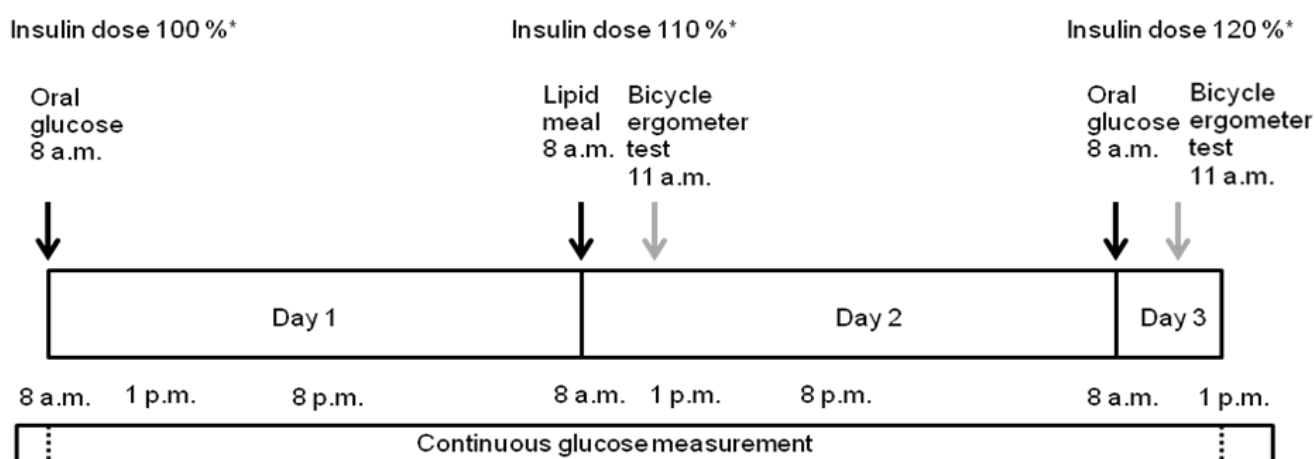 Insulin dose 100 %*
Insulin dose 110 %*
Insulin dose 120 %*
Oral
glucose
8 a.m.
Lipid
meal
8 a.m.
Bicycle
ergometer
test
11 a.m.
Oral
glucose
8 a.m.
Bicycle
ergometer
test
11 a.m.
Day 1
Day 2
Day 3
8 a.m.
1 p.m.
8 p.m.
8 a.m.
1 p.m.
8 p.m.
8 a.m.
1 p.m.
Continuous glucose measurement